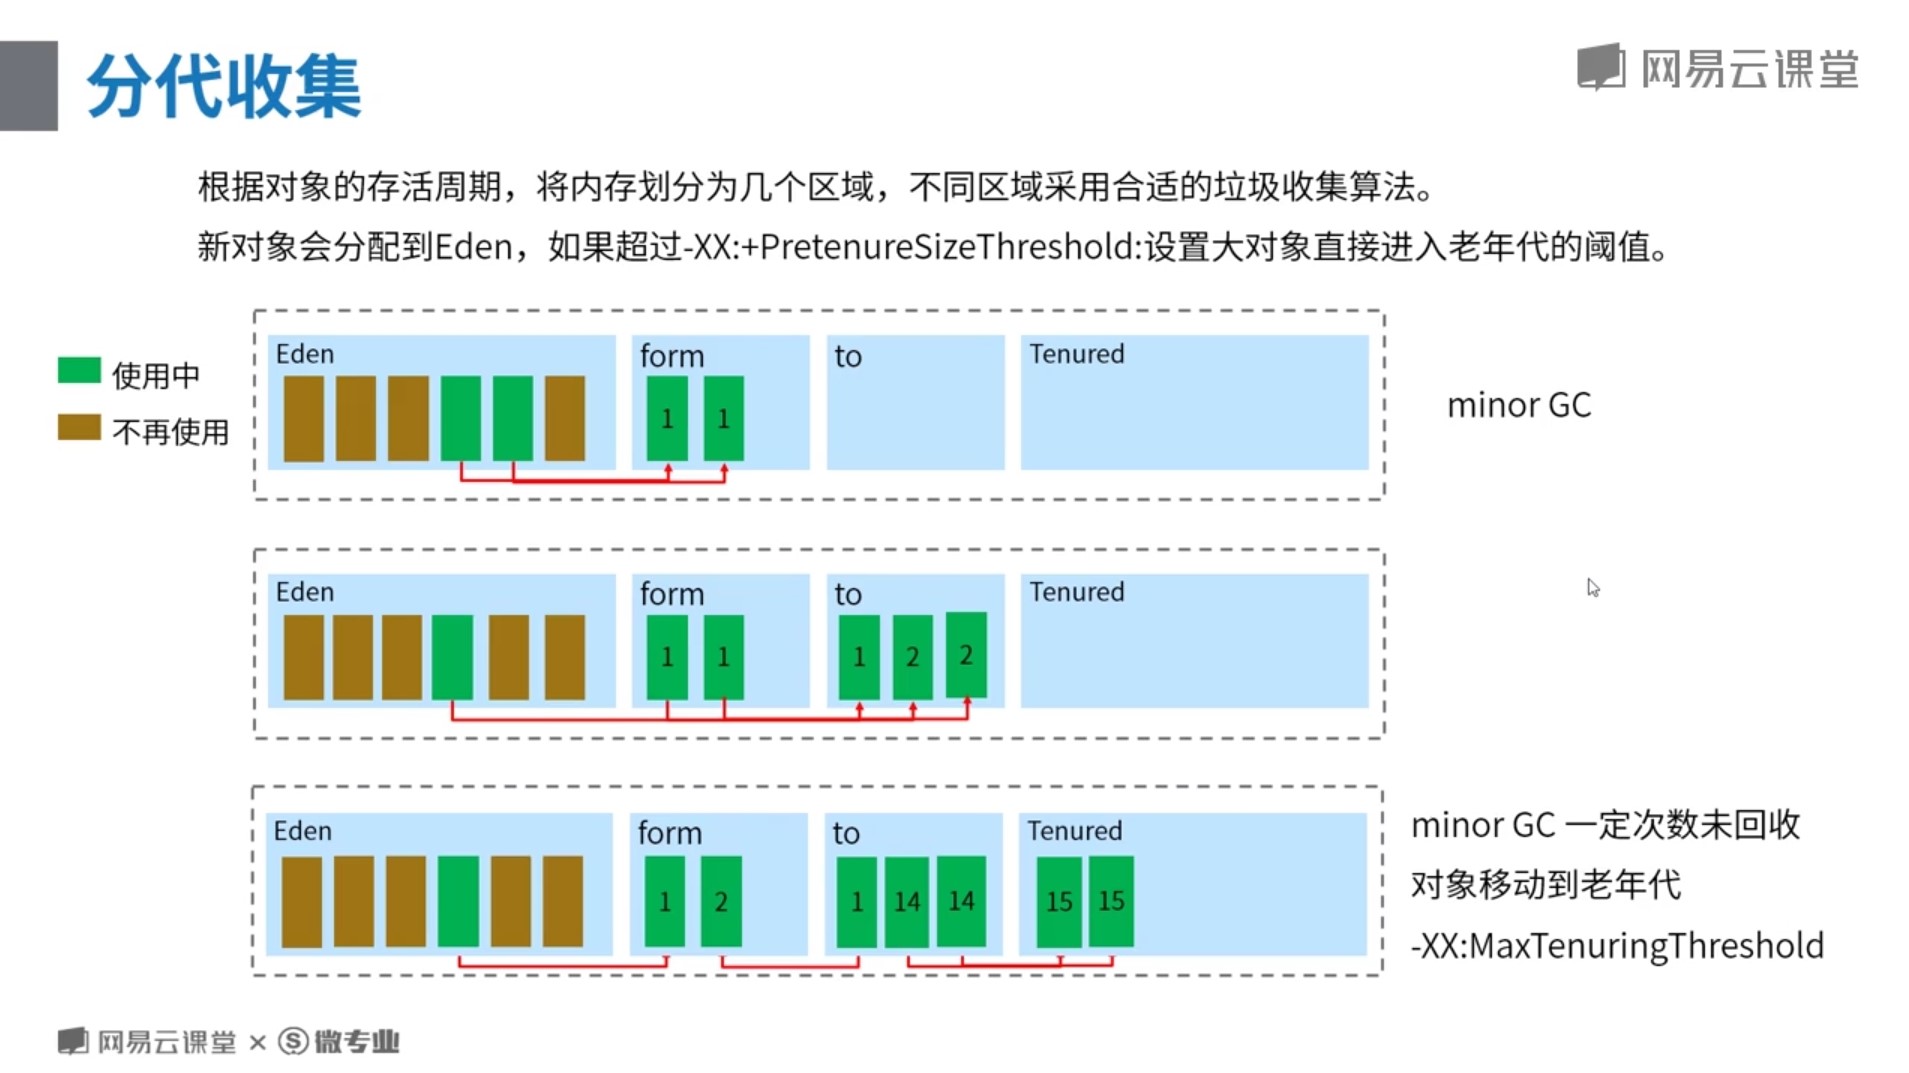 分代收集
网易云课堂
根据对象的存活周期，将内存划分为几个区域，不同区域采用合适的垃圾收集算法。
新对象会分配到Eden，如果超过-XX:+PretenureSizeThreshold:设置大对象直接进入老年代的阈值。
使用中
不再使用
Eden form to Tenured
1 1
minor GC
Eden form to Tenured
1 1 1 2 2
Eden form to Tenured
1 2 1 14 14 15 15
minor GC 一定次数未回收
对象移动到老年代
-XX:MaxTenuringThreshold
网易云课堂 × S 微专业